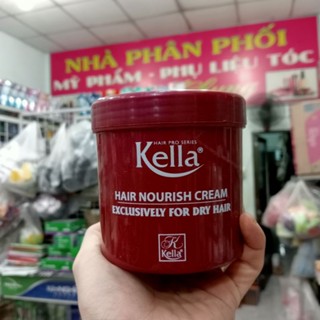 NHÀ PHÂN PHỐI
MỸ PHẨM - PHỤ LIỆU TÓC
HAIR PRO SERIES
Kella®
HAIR NOURISH CREAM
EXCLUSIVELY FOR DRY HAIR
K
Kella®